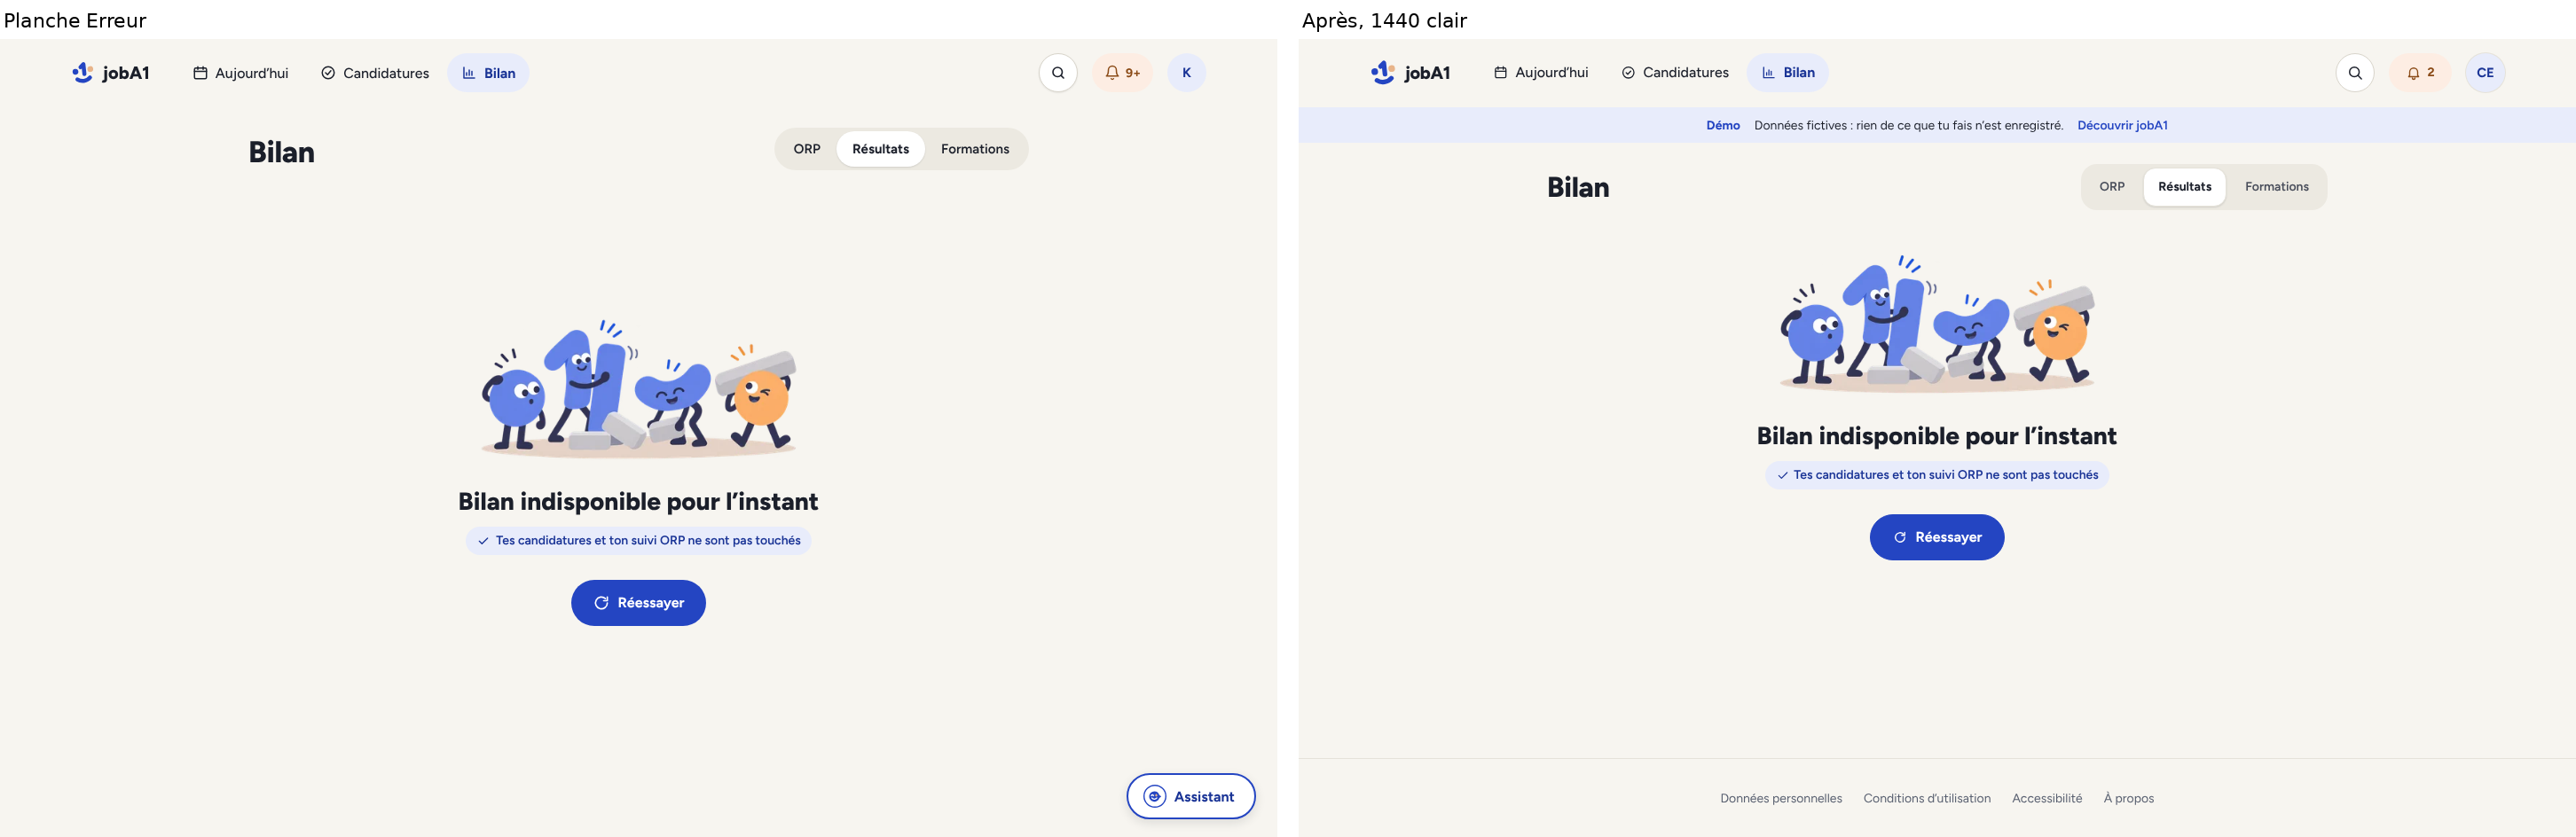 Planche Erreur
jobA1
Aujourd’hui
Candidatures
Bilan
9+
K
Bilan
ORP
Résultats
Formations
Bilan indisponible pour l’instant
Tes candidatures et ton suivi ORP ne sont pas touchés
Réessayer
Assistant
Après, 1440 clair
jobA1
Aujourd’hui
Candidatures
Bilan
2
CE
Démo Données fictives : rien de ce que tu fais n’est enregistré. Découvrir jobA1
Bilan
ORP
Résultats
Formations
Bilan indisponible pour l’instant
Tes candidatures et ton suivi ORP ne sont pas touchés
Réessayer
Données personnelles
Conditions d’utilisation
Accessibilité
À propos